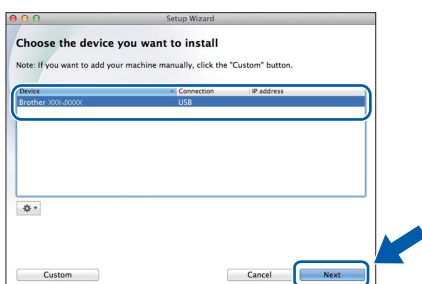 Setup Wizard
Choose the device you want to install
Note: If you want to add your machine manually, click the "Custom" button.
Device Connection IP address
Brother XXX-JXXXX USB
Custom Cancel Next